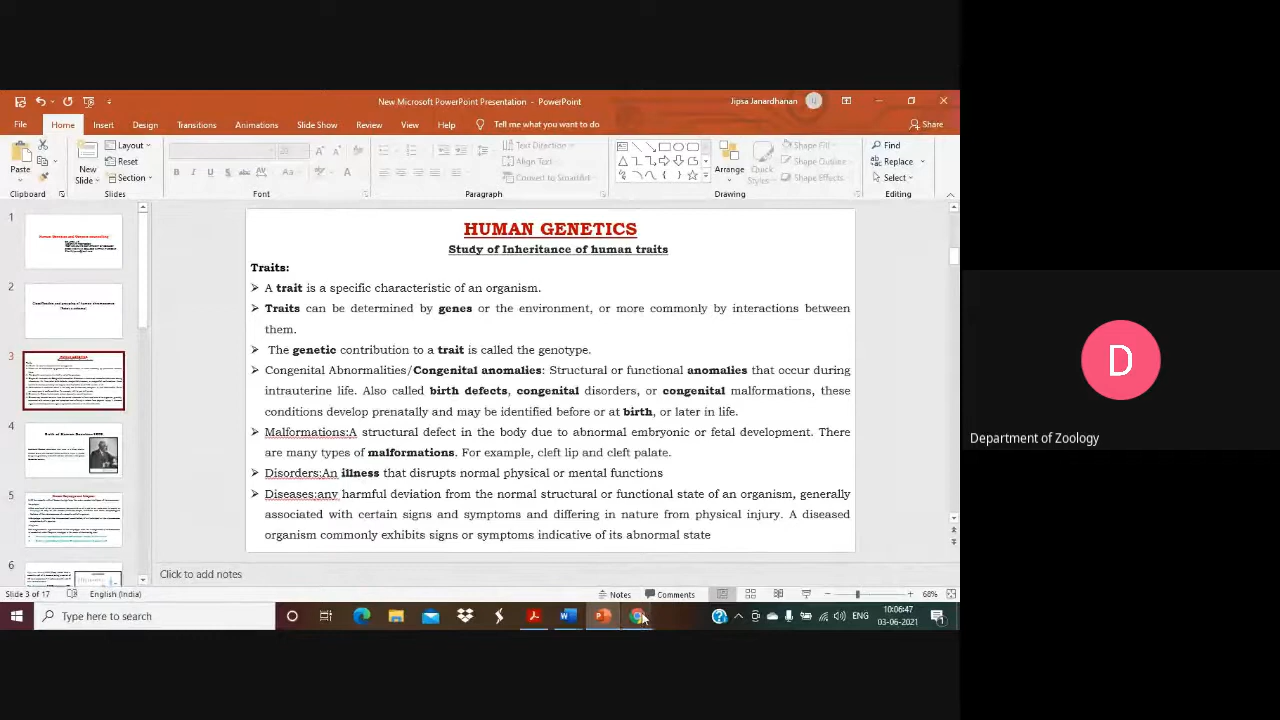 New Microsoft PowerPoint Presentation - PowerPoint
Jipsa Janardhanan
File Home Insert Design Transitions Animations Slide Show Review View Help Tell me what you want to do Share
Paste
Clipboard
New Slide
Layout
Reset
Section
Slides
Font
Text Direction
Align Text
Convert to SmartArt
Paragraph
Arrange
Quick Styles
Shape Fill
Shape Outline
Shape Effects
Drawing
Find
Replace
Select
Editing
1
2
3
4
5
6
HUMAN GENETICS
Study of Inheritance of human traits
Traits:
➢ A trait is a specific characteristic of an organism.
➢ Traits can be determined by genes or the environment, or more commonly by interactions between
them.
➢ The genetic contribution to a trait is called the genotype.
➢ Congenital Abnormalities/Congenital anomalies: Structural or functional anomalies that occur during
intrauterine life. Also called birth defects, congenital disorders, or congenital malformations, these
conditions develop prenatally and may be identified before or at birth, or later in life.
➢ Malformations:A structural defect in the body due to abnormal embryonic or fetal development. There
are many types of malformations. For example, cleft lip and cleft palate.
➢ Disorders:An illness that disrupts normal physical or mental functions
➢ Diseases:any harmful deviation from the normal structural or functional state of an organism, generally
associated with certain signs and symptoms and differing in nature from physical injury. A diseased
organism commonly exhibits signs or symptoms indicative of its abnormal state
Click to add notes
Slide 3 of 17 English (India) Notes Comments 68%
Type here to search
ENG
10:06:47
03-06-2021
D
Department of Zoology